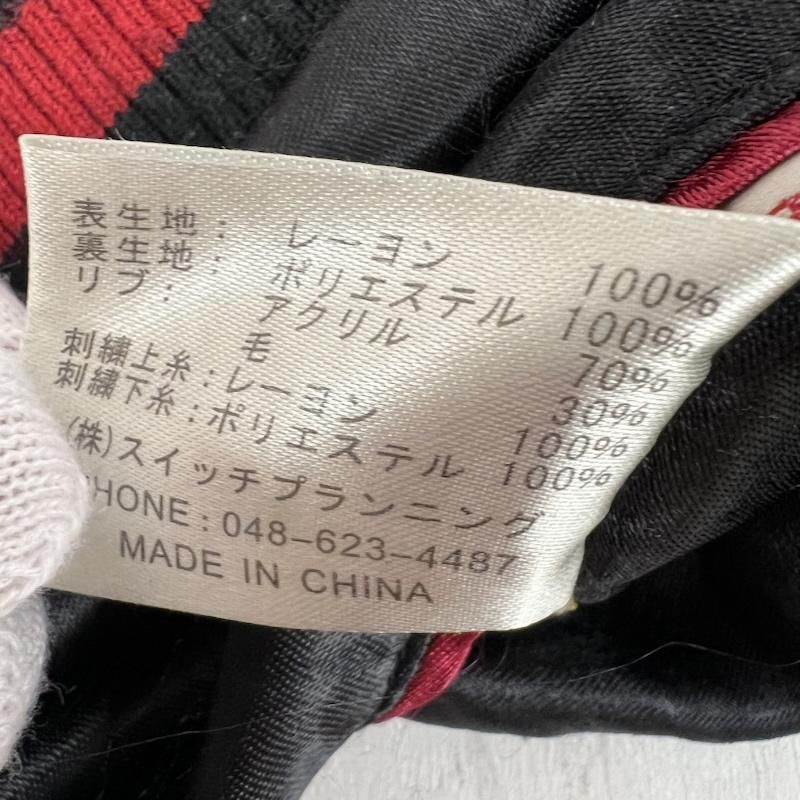 表生地： レーヨン 100%
裏生地： ポリエステル 100%
リブ： アクリル 70%
毛 30%
刺繍上糸：レーヨン 100%
刺繍下糸：ポリエステル 100%
(株)スイッチプランニング
PHONE：048-623-4487
MADE IN CHINA